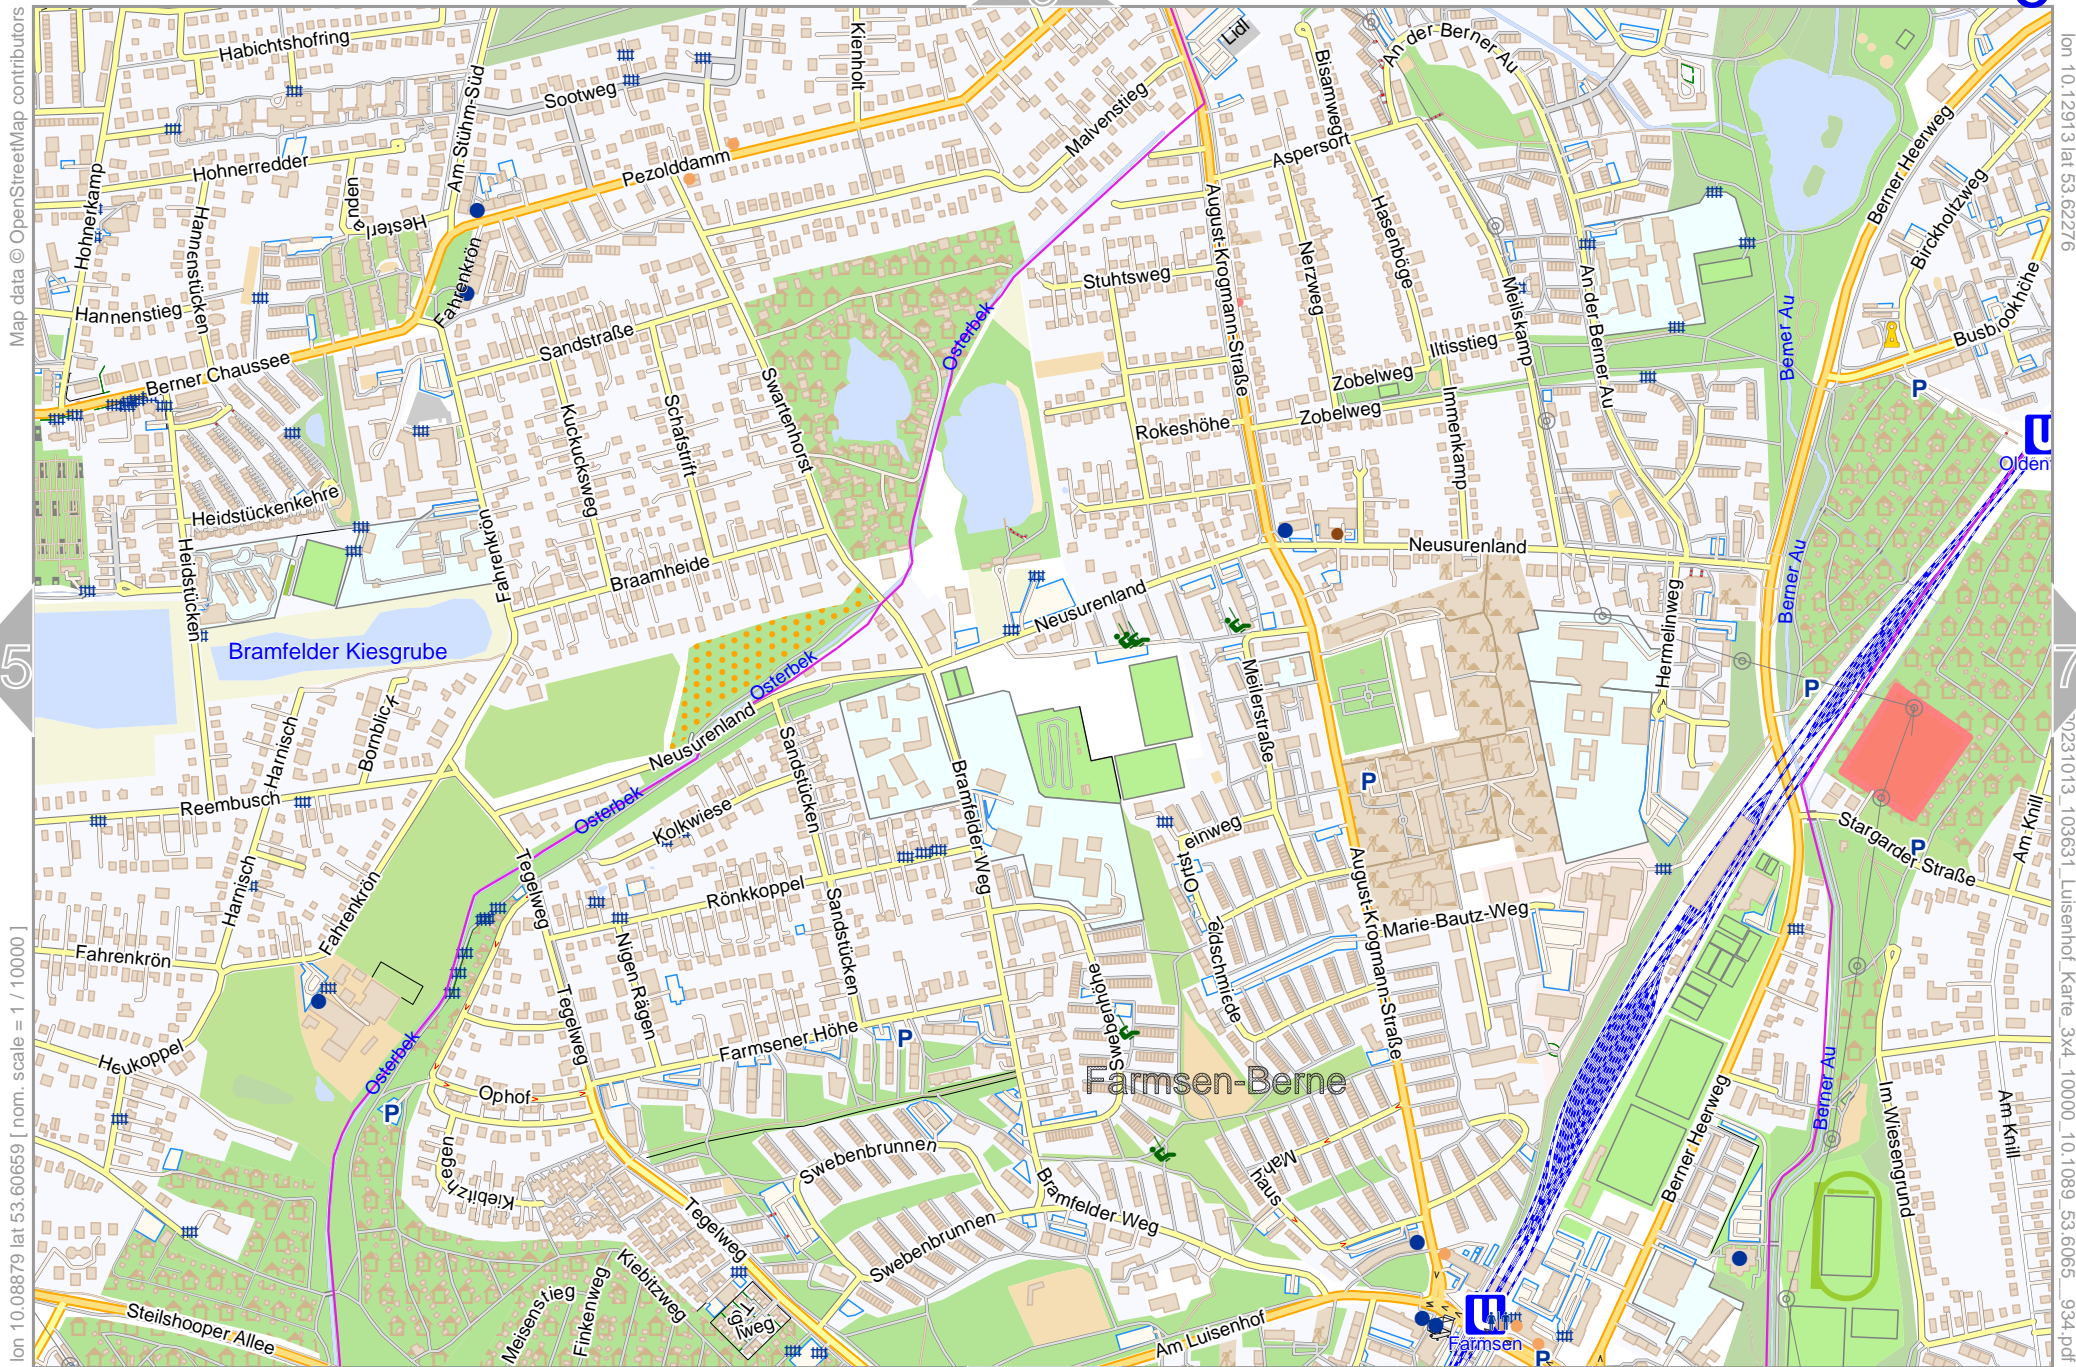 Map data © OpenStreetMap contributors
lon 10.08879 lat 53.60659 [ nom. scale = 1 / 10000 ]
lon 10.12913 lat 53.62276
5
7
Habichtshofring
Sootweg
Kienholt
Malvenstieg
Lidl
Bisamweg
An der Berner Au
Am Stühm-Süd
Pezolddamm
Aspersort
Hohnerredder
Hohnerkamp
Hannenstücken
Hannenstieg
Berner Chaussee
Fahrenkrön
Sandstraße
Kuckucksweg
Schafstrift
Swartenhorst
Osterbek
Stuhtsweg
August-Krogmann-Straße
Nerzweg
Hasenböge
Meilskamp
An der Berner Au
Iltisstieg
Zobelweg
Zobelweg
Immenkamp
Rokeshöhe
Berner Heerweg
Birckholtzweg
Busbrookhöhe
Berner Au
P
U
Heidstückenkehre
Heidstücken
Fahrenkrön
Braamheide
Neusurenland
Neusurenland
Hermelinweg
Berner Au
Bramfelder Kiesgrube
Osterbek
Neusurenland
Meilerstraße
P
P
Harnisch
Bornblick
Reembusch
Sandstücken
Bramfelder Weg
Osterbek
Kolkwiese
Stargarder Straße
P
Am Knill
Harnisch
Fahrenkrön
Tegelweg
Rönkkoppel
Sandstücken
August-Krogmann-Straße
Marie-Bautz-Weg
Fahrenkrön
Nigen Rägen
Tegelweg
Swebenhöhe
Farmsener Höhe
P
Heukoppel
Osterbek
Ophof
P
Farmsen-Berne
Berner Au
Berner Heerweg
Im Wiesengrund
Am Knill
Swebenbrunnen
Bramfelder Weg
Swebenbrunnen
Tegelweg
Kiebitzweg
Meisenstieg
Finkenweg
Steilshooper Allee
Am Luisenhof
U
Farmsen
P